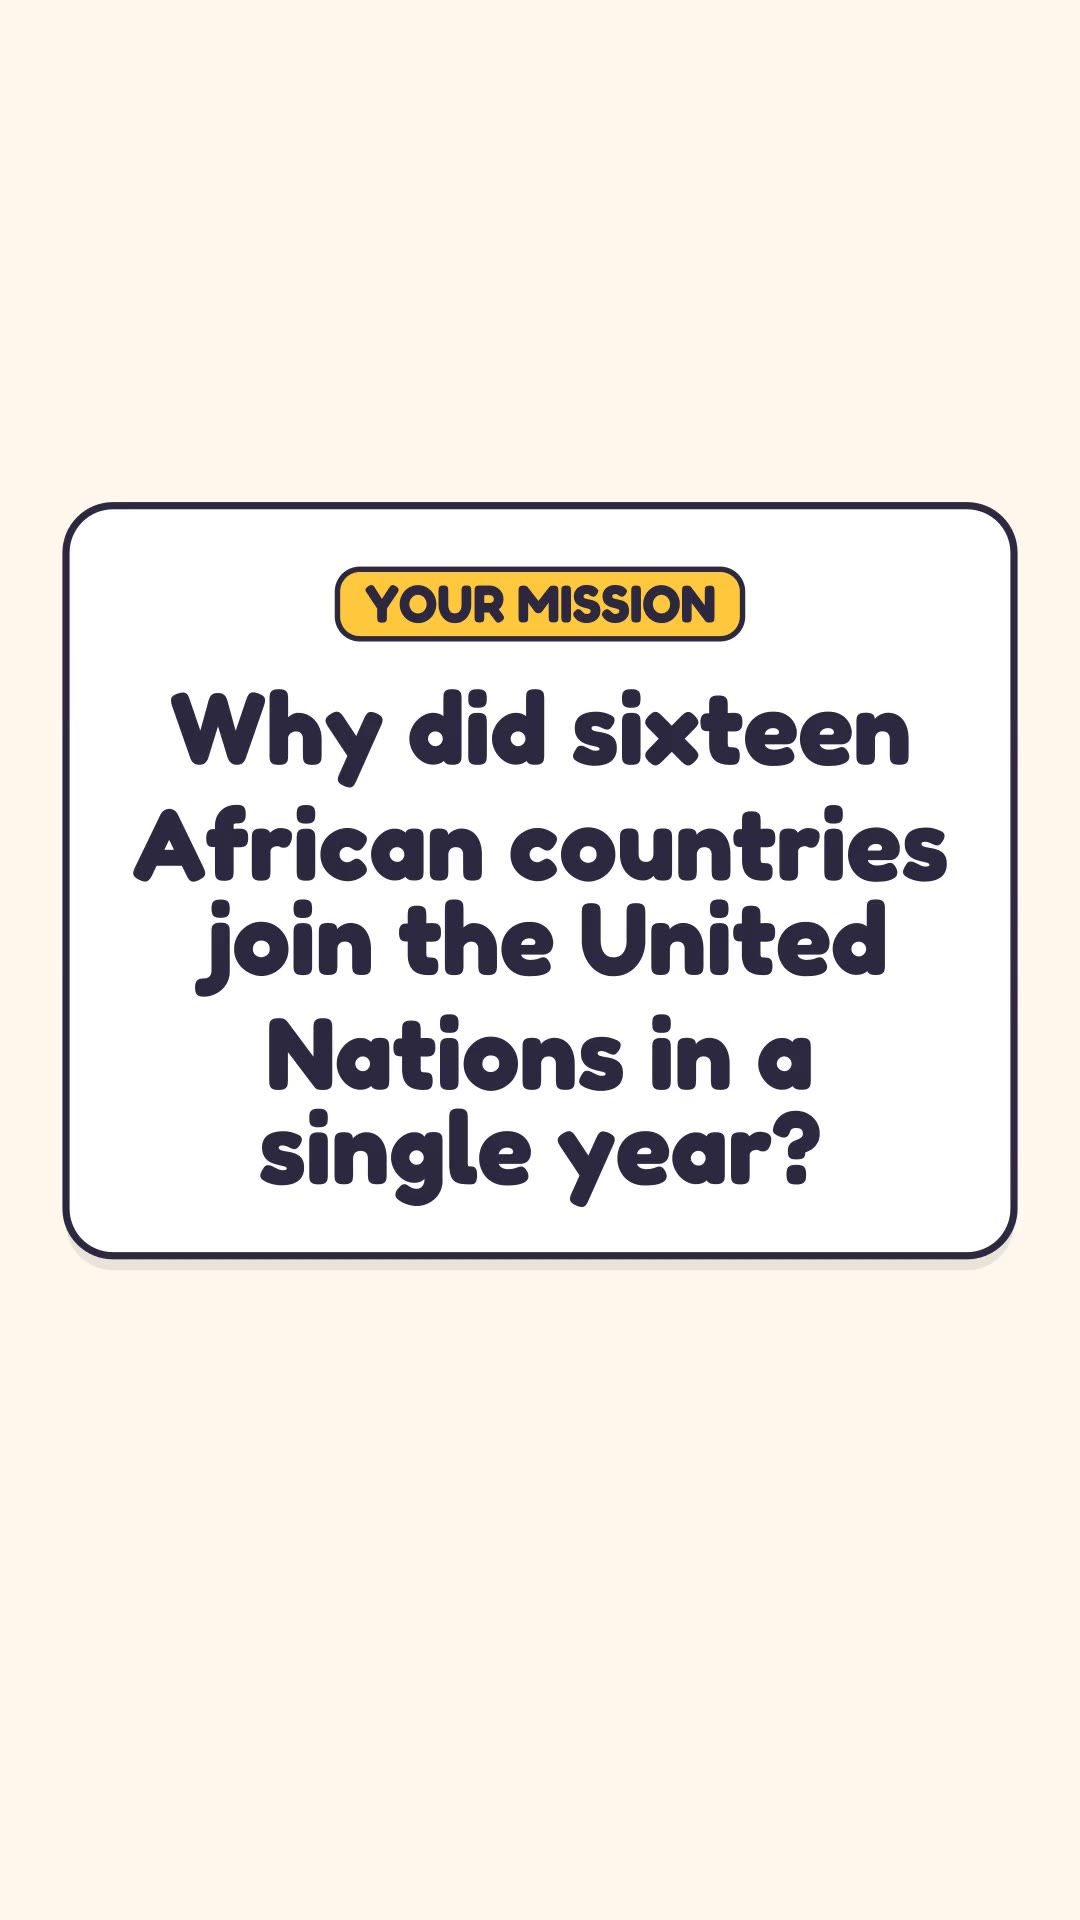 YOUR MISSION
Why did sixteen
African countries
join the United
Nations in a
single year?